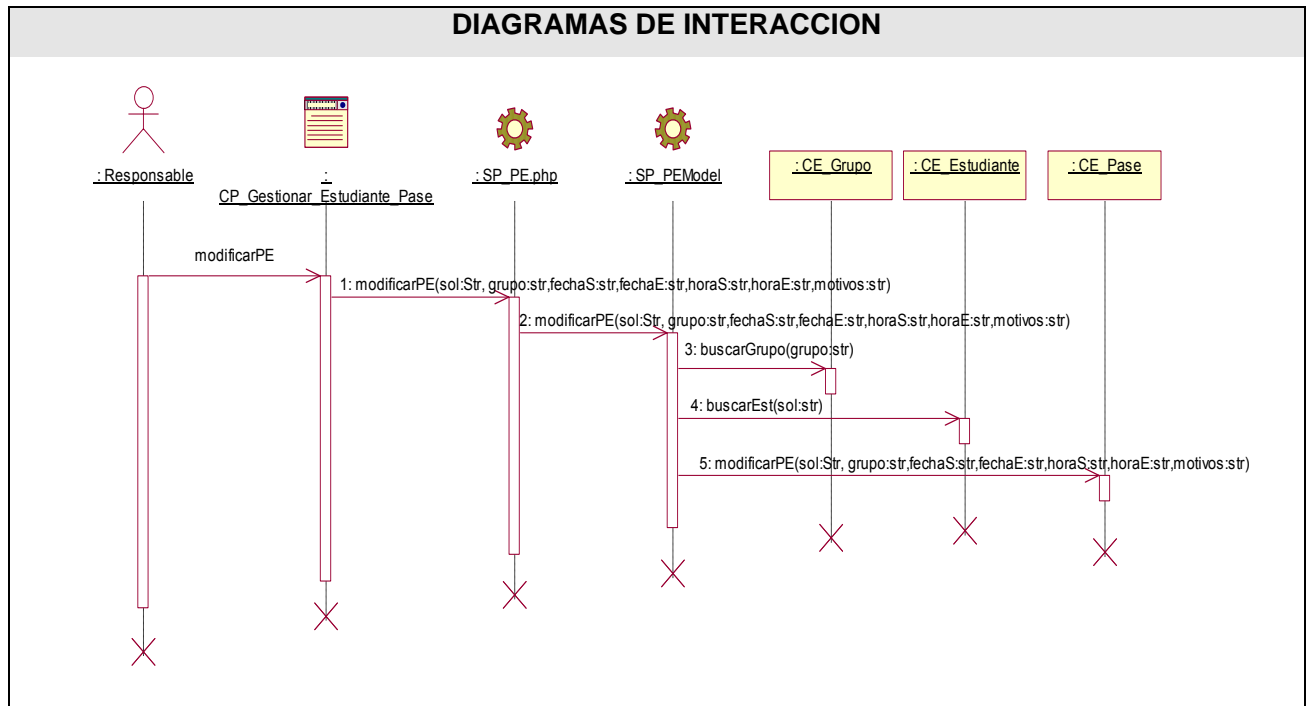 DIAGRAMAS DE INTERACCION
: Responsable
:
CP_Gestionar_Estudiante_Pase
: SP_PE.php
: SP_PEModel
: CE_Grupo
: CE_Estudiante
: CE_Pase
modificarPE
1: modificarPE(sol:Str, grupo:str,fechaS:str,fechaE:str,horaS:str,horaE:str,motivos:str)
2: modificarPE(sol:Str, grupo:str,fechaS:str,fechaE:str,horaS:str,horaE:str,motivos:str)
3: buscarGrupo(grupo:str)
4: buscarEst(sol:str)
5: modificarPE(sol:Str, grupo:str,fechaS:str,fechaE:str,horaS:str,horaE:str,motivos:str)